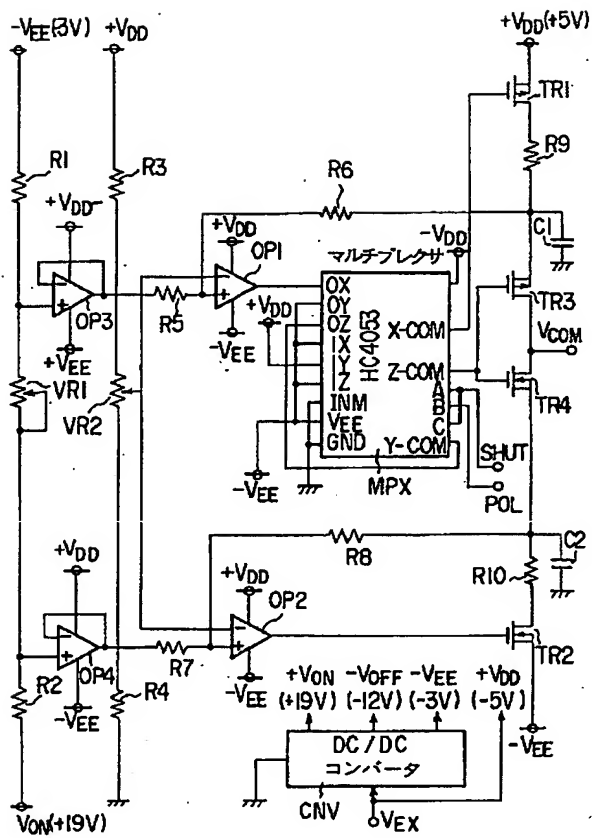 -VEE(-3V) +VDD
+VDD(+5V)
TR1
R1
R3
R9
R6
+VDD
+VDD
OP1
C1
マルチプレクサ
-VDD
OP3
R5
+VDD
-VEE
+VEE
TR3
VCOM
TR4
VR1
VR2
OX
OY
OZ
IX
IY
IZ
INM
VEE
GND
HC4053
X-COM
Z-COM
A
B
C
Y-COM
-VEE
MPX
SHUT
POL
R8
C2
R10
+VDD
+VDD
OP2
OP4
R7
TR2
-VEE
-VEE
R2
R4
+VON -VOFF -VEE +VDD
(+19V) (-12V) (-3V) (-5V)
-VEE
DC/DC
コンバータ
CNV
VEX
VON(+19V)